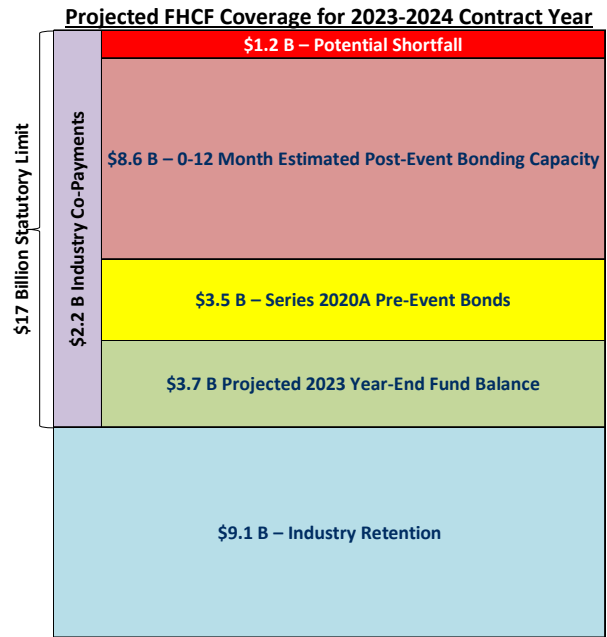 Projected FHCF Coverage for 2023-2024 Contract Year
$1.2 B – Potential Shortfall
$17 Billion Statutory Limit
$2.2 B Industry Co-Payments
$8.6 B – 0-12 Month Estimated Post-Event Bonding Capacity
$3.5 B – Series 2020A Pre-Event Bonds
$3.7 B Projected 2023 Year-End Fund Balance
$9.1 B – Industry Retention